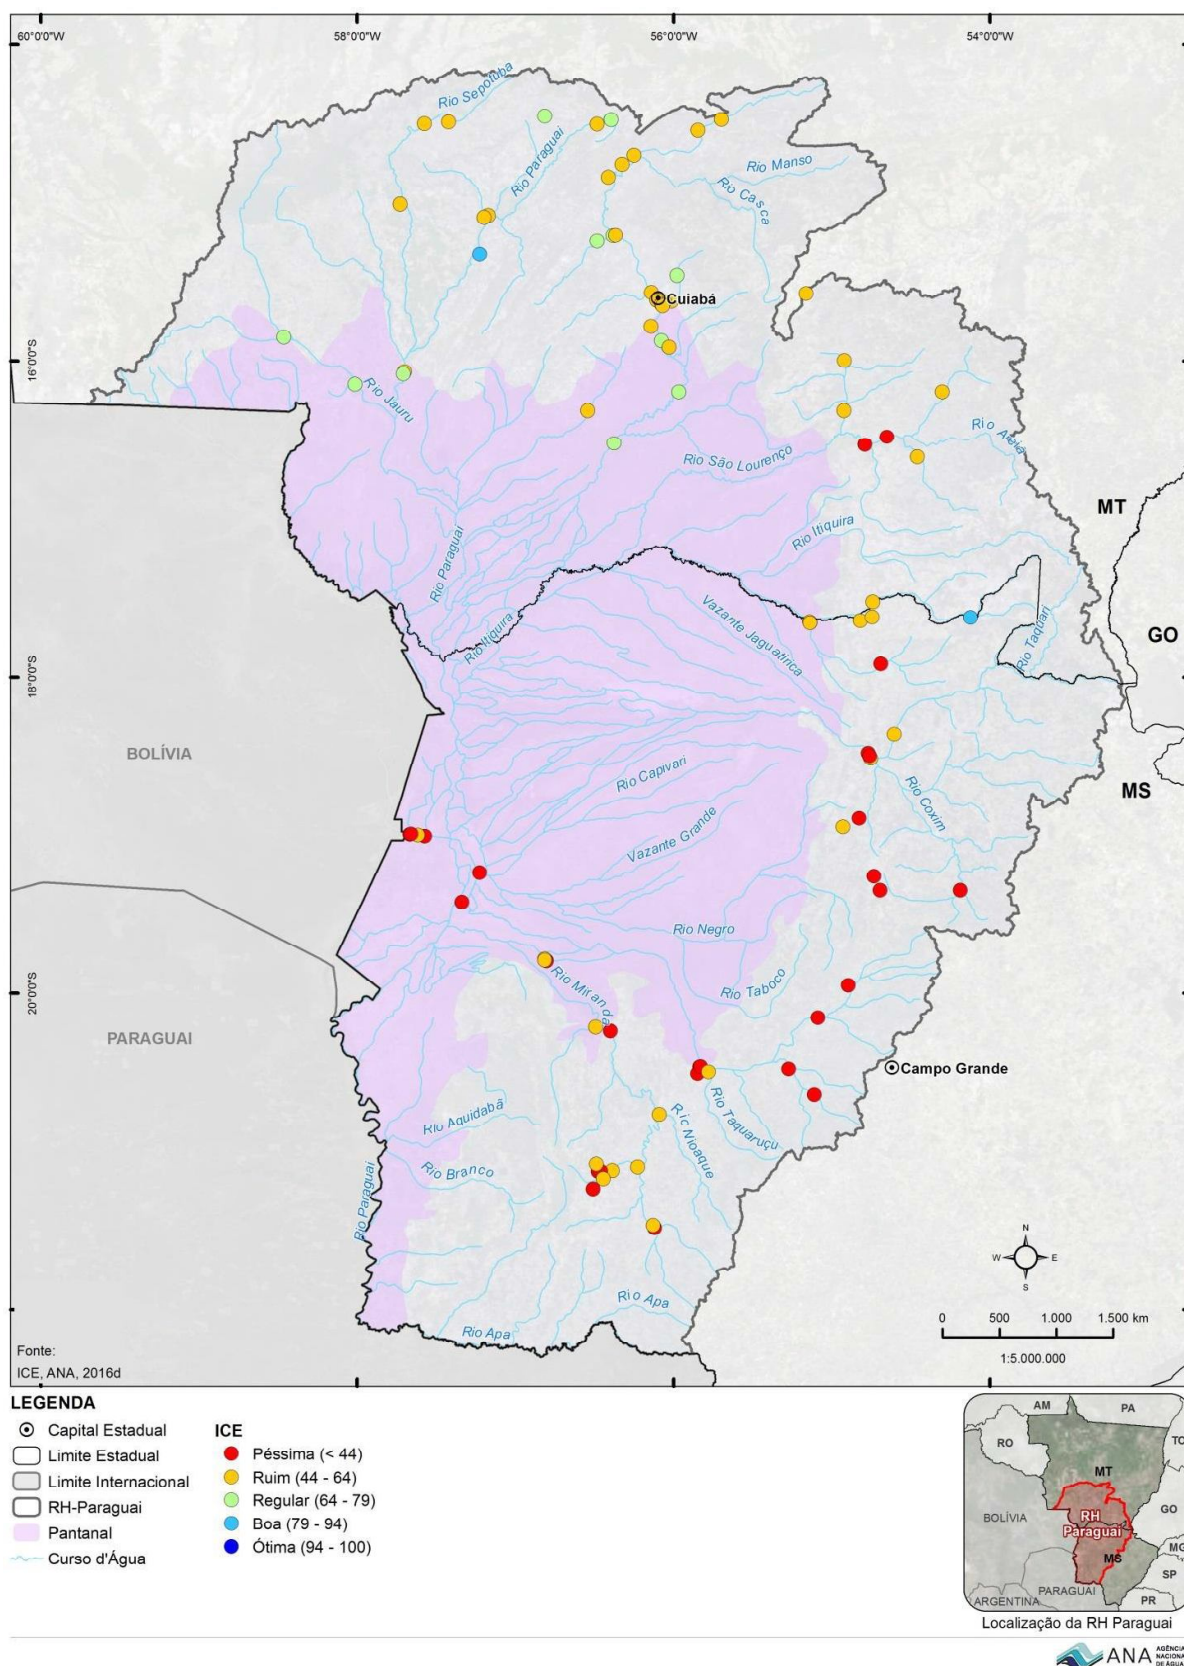 60°0'0"W
58°0'0"W
56°0'0"W
54°0'0"W
Rio Sepotuba
Rio Paraguai
Rio Manso
Rio Casca
Cuiabá
16°0'0"S
Rio Jauru
Rio São Lourenço
Rio Areia
MT
Rio Itiquira
Rio Paraguai
Vazante Jaguatirica
Rio Itiquira
Rio Taquari
GO
18°0'0"S
BOLÍVIA
Rio Capivari
Rio Coxim
MS
Vazante Grande
Rio Negro
20°0'0"S
Rio Miranda
Rio Taboco
PARAGUAI
Campo Grande
Rio Aquidabã
Rio Nioaque
Rio Taquaruçu
Rio Branco
Rio Paraguai
N
W E
S
Rio Apa
Rio Apa
0 500 1.000 1.500 km
1:5.000.000
Fonte:
ICE, ANA, 2016d
LEGENDA
Capital Estadual
Limite Estadual
Limite Internacional
RH-Paraguai
Pantanal
Curso d'Água
ICE
Péssima (< 44)
Ruim (44 - 64)
Regular (64 - 79)
Boa (79 - 94)
Ótima (94 - 100)
AM
PA
RO
TO
MT
GO
BOLÍVIA
RH
Paraguai
MS
MG
SP
PARAGUAI
ARGENTINA
PR
Localização da RH Paraguai
ANA
AGÊNCIA
NACIONAL
DE ÁGUAS